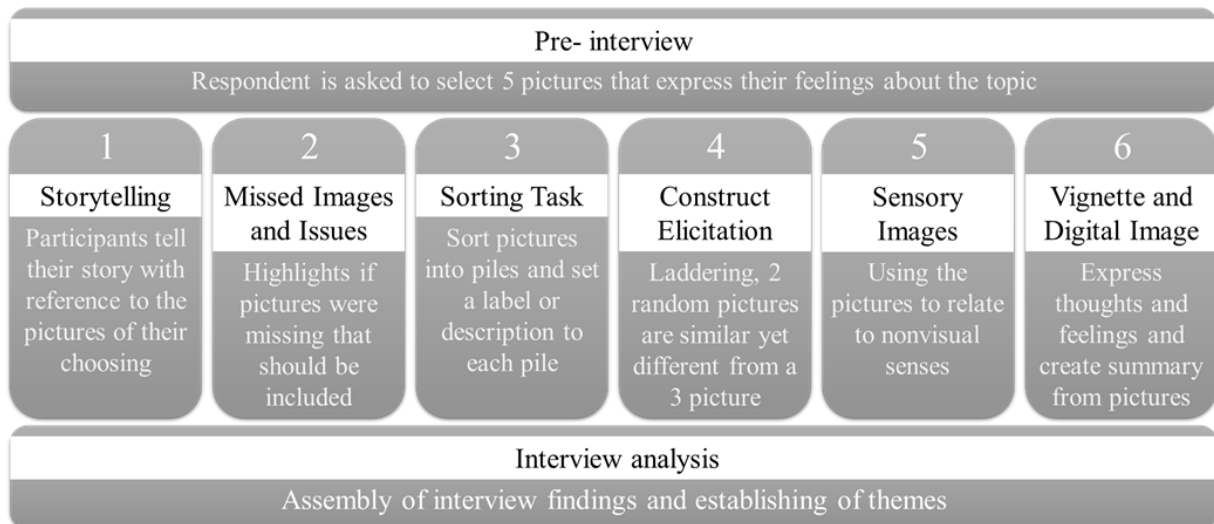 Pre- interview
Respondent is asked to select 5 pictures that express their feelings about the topic
1
Storytelling
Participants tell
their story with
reference to the
pictures of their
choosing
2
Missed Images
and Issues
Highlights if
pictures were
missing that
should be
included
3
Sorting Task
Sort pictures
into piles and set
a label or
description to
each pile
4
Construct
Elicitation
Laddering, 2
random pictures
are similar yet
different from a
3 picture
5
Sensory
Images
Using the
pictures to relate
to nonvisual
senses
6
Vignette and
Digital Image
Express
thoughts and
feelings and
create summary
from pictures
Interview analysis
Assembly of interview findings and establishing of themes